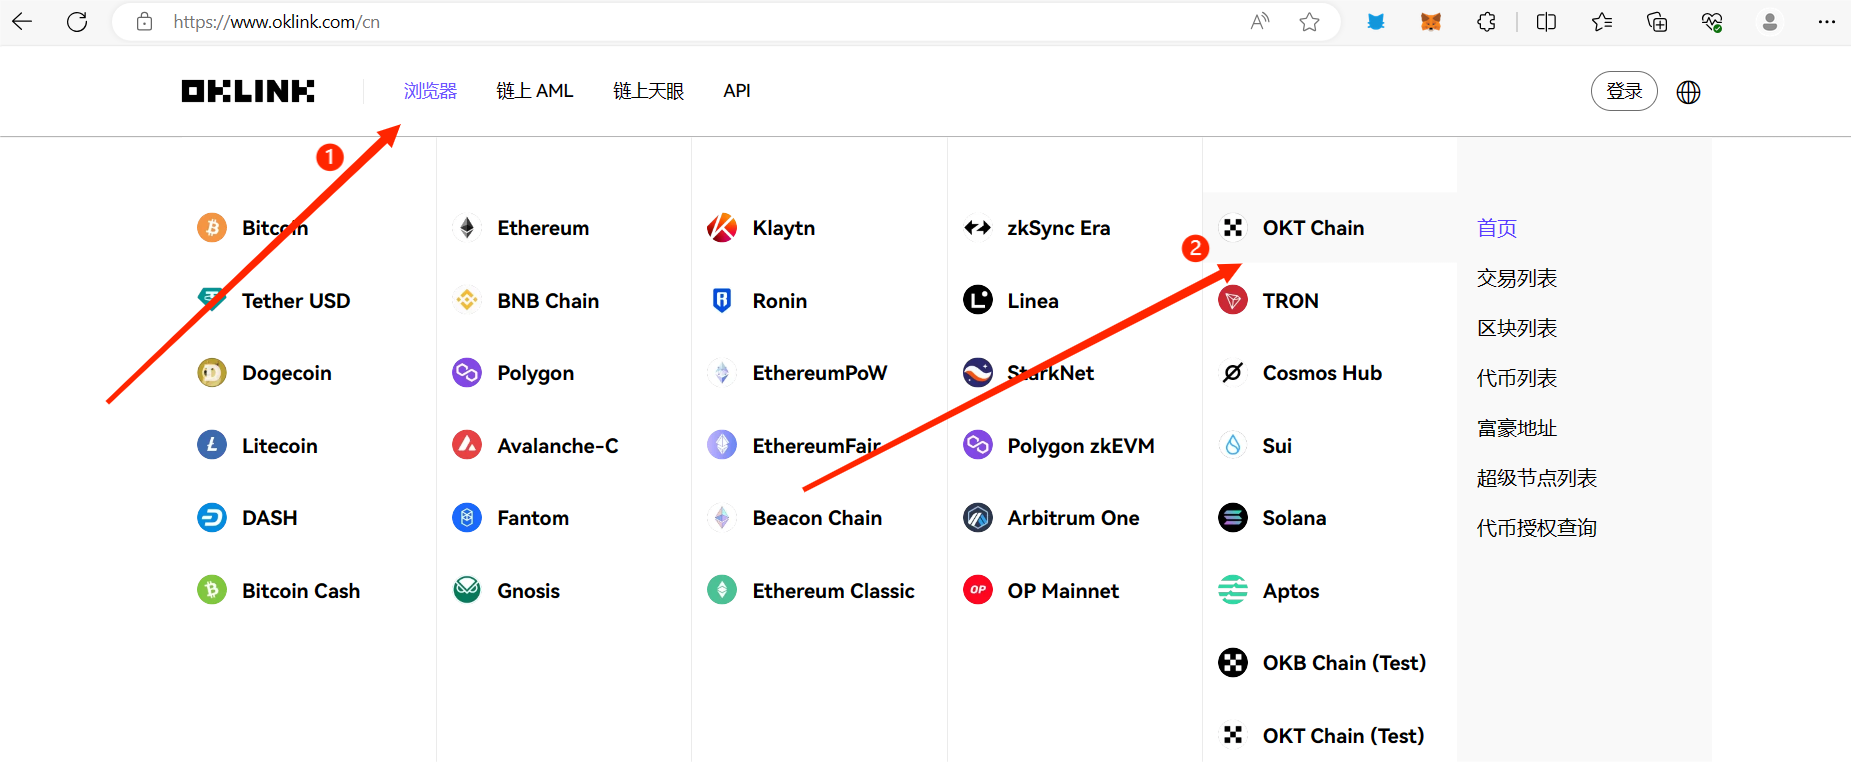 https://www.oklink.com/cn
OKLINK
浏览器
链上 AML
链上天眼
API
登录
1
2
Bitcoin
Tether USD
Dogecoin
Litecoin
DASH
Bitcoin Cash
Ethereum
BNB Chain
Polygon
Avalanche-C
Fantom
Gnosis
Klaytn
Ronin
EthereumPoW
EthereumFair
Beacon Chain
Ethereum Classic
zkSync Era
Linea
StarkNet
Polygon zkEVM
Arbitrum One
OP
OP Mainnet
OKT Chain
TRON
Cosmos Hub
Sui
Solana
Aptos
OKB Chain (Test)
OKT Chain (Test)
首页
交易列表
区块列表
代币列表
富豪地址
超级节点列表
代币授权查询